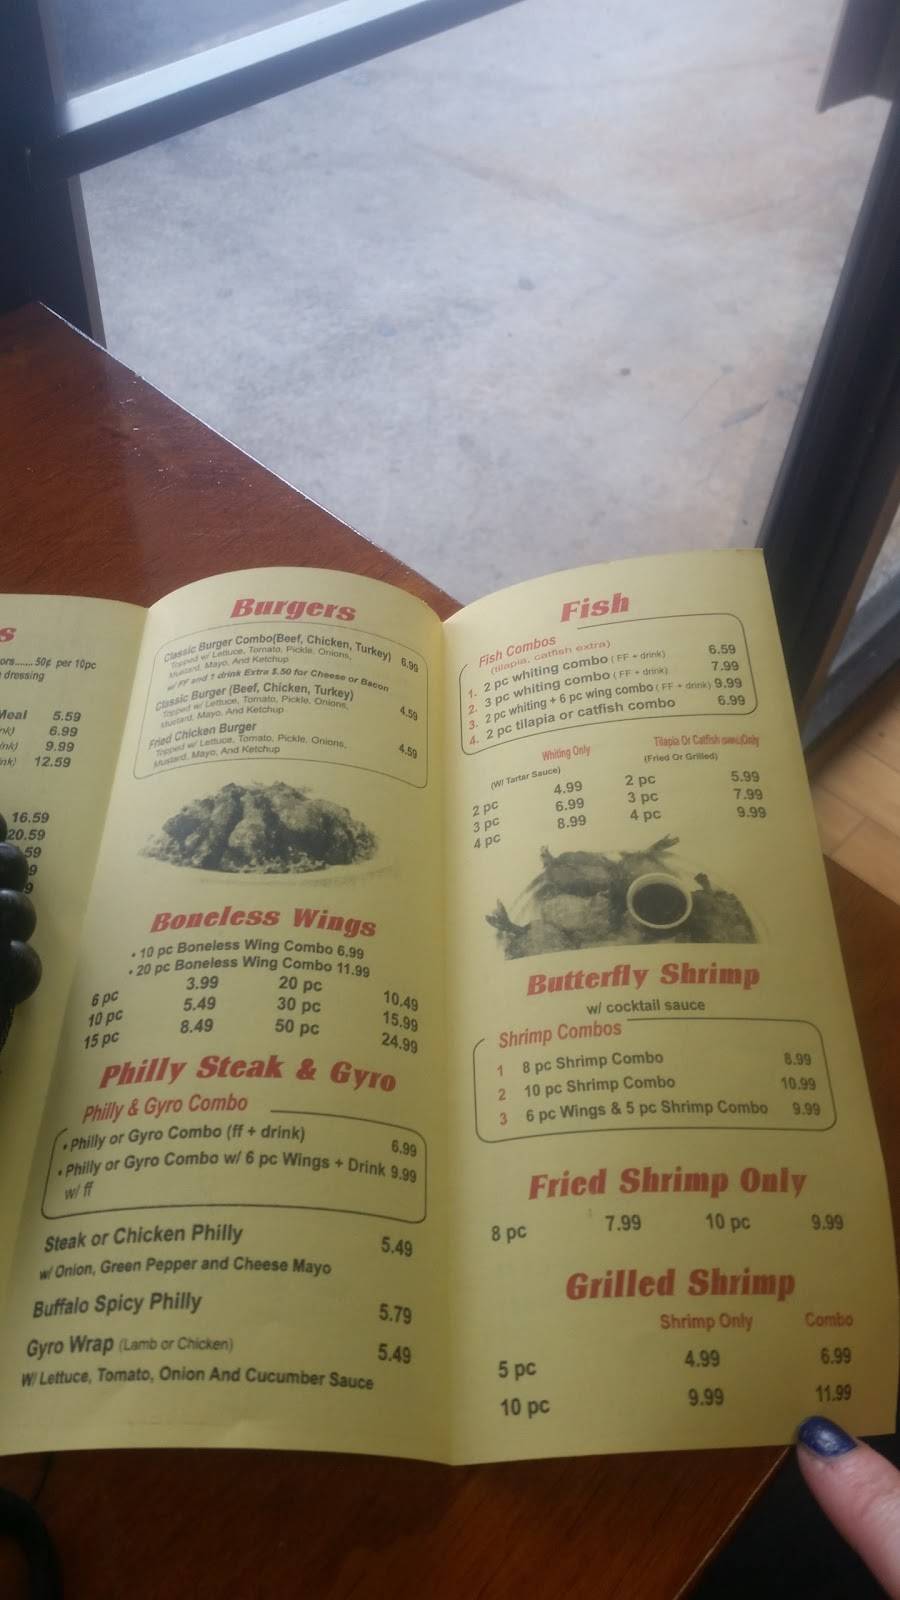 s
ors....... 50¢ per 10pc
dressing
Meal 5.59
nk) 6.99
ink) 9.99
nk) 12.59
16.59
20.59
.59
9
9
Burgers
Classic Burger Combo(Beef, Chicken, Turkey) 6.99
Topped w/ Lettuce, Tomato, Pickle, Onions,
Mustard, Mayo, And Ketchup
w/ FF and 1 drink Extra $.50 for Cheese or Bacon
Classic Burger (Beef, Chicken, Turkey)
Topped w/ Lettuce, Tomato, Pickle, Onions, 4.59
Mustard, Mayo, And Ketchup
Fried Chicken Burger
Topped w/ Lettuce, Tomato, Pickle, Onions, 4.59
Mustard, Mayo, And Ketchup
Boneless Wings
• 10 pc Boneless Wing Combo 6.99
• 20 pc Boneless Wing Combo 11.99
6 pc 3.99 20 pc 10.49
10 pc 5.49 30 pc 15.99
15 pc 8.49 50 pc 24.99
Philly Steak & Gyro
Philly & Gyro Combo
• Philly or Gyro Combo (ff + drink) 6.99
• Philly or Gyro Combo w/ 6 pc Wings + Drink 9.99
w/ ff
Steak or Chicken Philly 5.49
w/ Onion, Green Pepper and Cheese Mayo
Buffalo Spicy Philly 5.79
Gyro Wrap (Lamb or Chicken) 5.49
W/ Lettuce, Tomato, Onion And Cucumber Sauce
Fish
Fish Combos
(tilapia, catfish extra)
1. 2 pc whiting combo ( FF + drink) 6.59
2. 3 pc whiting combo ( FF + drink) 7.99
3. 2 pc whiting + 6 pc wing combo ( FF + drink) 9.99
4. 2 pc tilapia or catfish combo 6.99
Whiting Only Tilapia Or Catfish Only
(W/ Tartar Sauce) (Fried Or Grilled)
2 pc 4.99 2 pc 5.99
3 pc 6.99 3 pc 7.99
4 pc 8.99 4 pc 9.99
Butterfly Shrimp
w/ cocktail sauce
Shrimp Combos
1 8 pc Shrimp Combo 8.99
2 10 pc Shrimp Combo 10.99
3 6 pc Wings & 5 pc Shrimp Combo 9.99
Fried Shrimp Only
8 pc 7.99 10 pc 9.99
Grilled Shrimp
Shrimp Only Combo
5 pc 4.99 6.99
10 pc 9.99 11.99